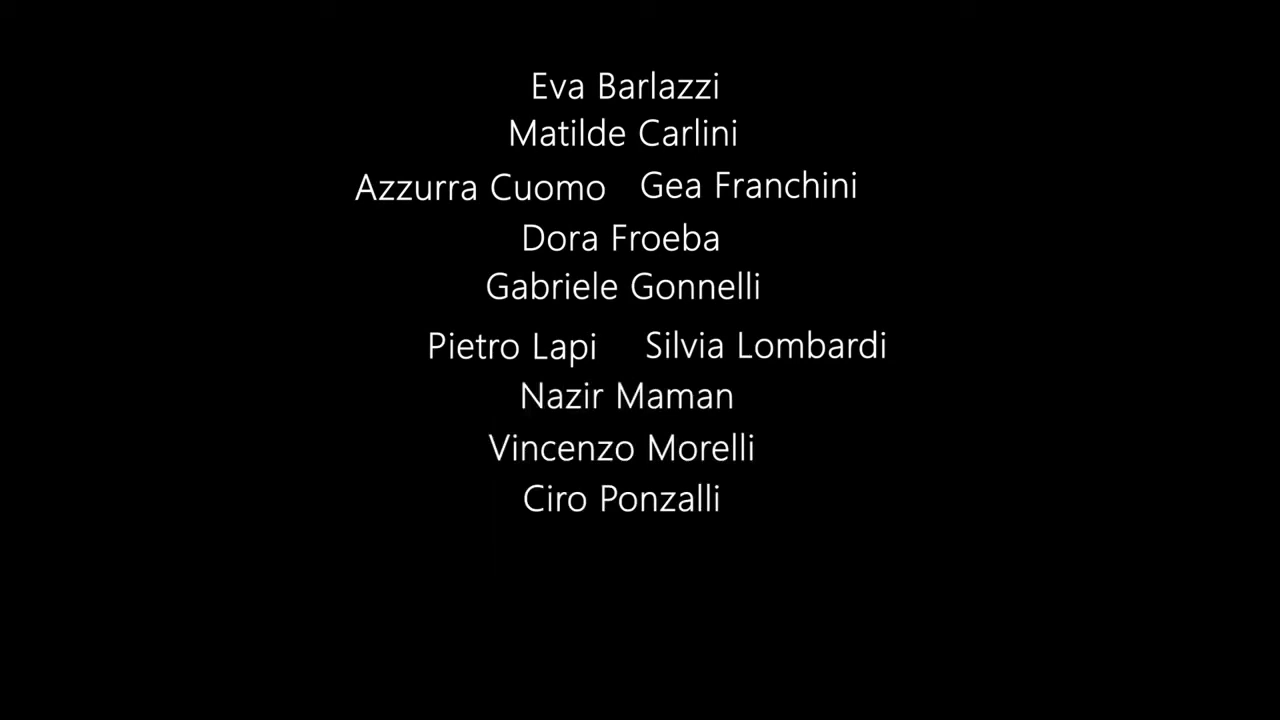 Eva Barlazzi
Matilde Carlini
Azzurra Cuomo Gea Franchini
Dora Froeba
Gabriele Gonnelli
Pietro Lapi Silvia Lombardi
Nazir Maman
Vincenzo Morelli
Ciro Ponzalli